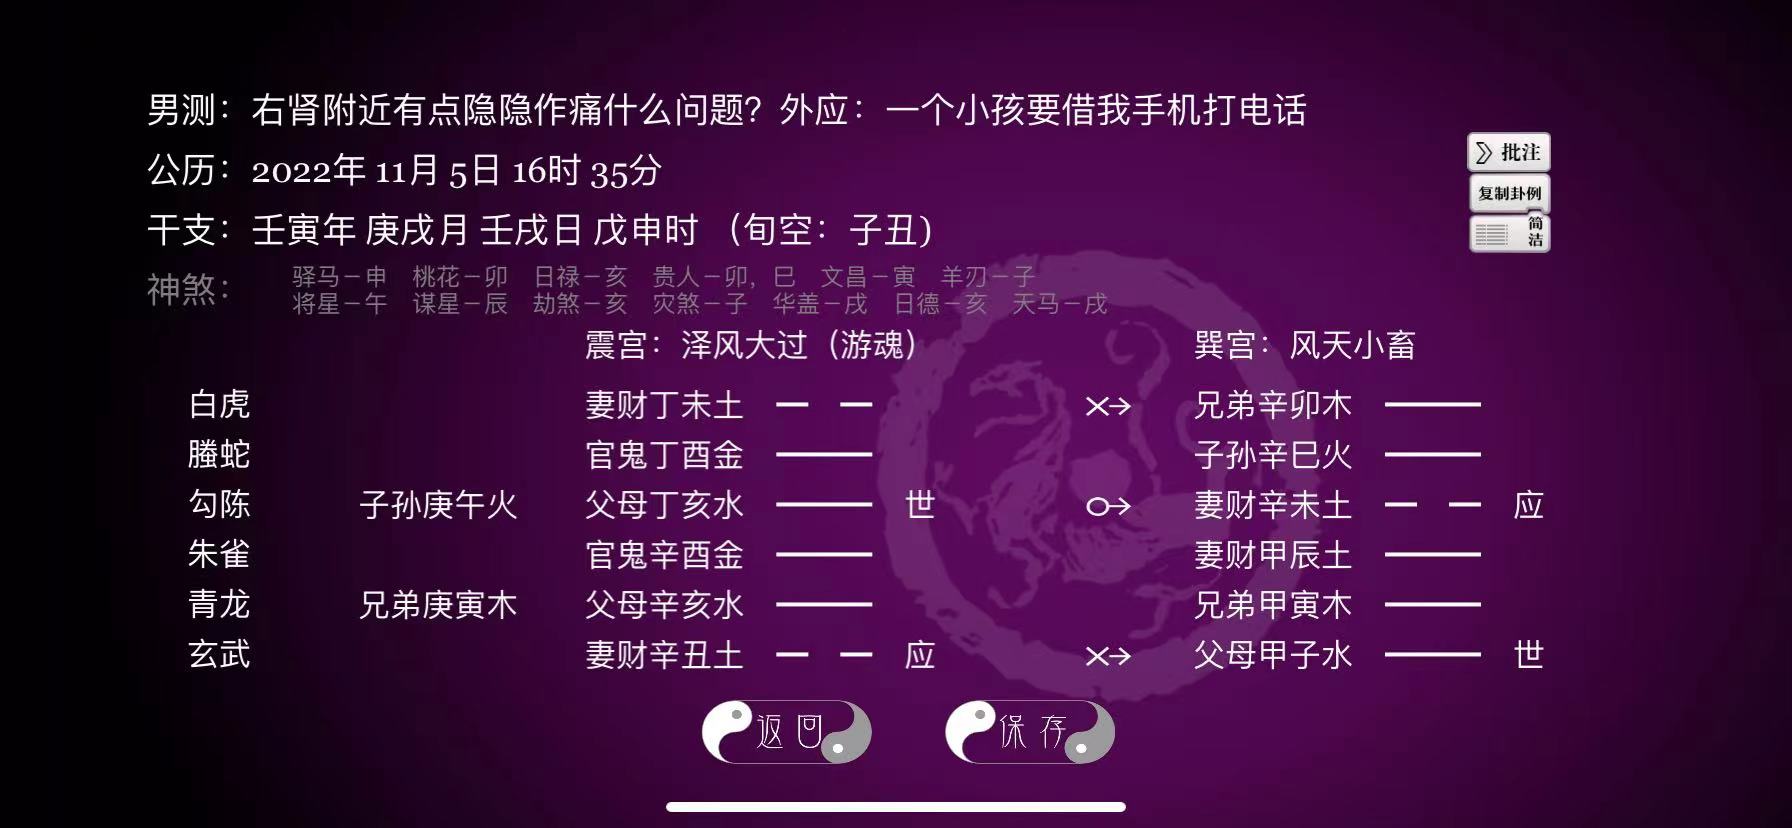 男测：右肾附近有点隐隐作痛什么问题？外应：一个小孩要借我手机打电话
公历：2022年 11月 5日 16时 35分
干支：壬寅年 庚戌月 壬戌日 戊申时 （旬空：子丑）
神煞：
驿马－申 桃花－卯 日禄－亥 贵人－卯，巳 文昌－寅 羊刃－子
将星－午 谋星－辰 劫煞－亥 灾煞－子 华盖－戌 日德－亥 天马－戌
批注
复制卦例
简洁
震宫：泽风大过（游魂） 巽宫：风天小畜
白虎 妻财丁未土 ×→ 兄弟辛卯木
螣蛇 官鬼丁酉金 子孙辛巳火
勾陈 子孙庚午火 父母丁亥水 世 ○→ 妻财辛未土 应
朱雀 官鬼辛酉金 妻财甲辰土
青龙 兄弟庚寅木 父母辛亥水 兄弟甲寅木
玄武 妻财辛丑土 应 ×→ 父母甲子水 世
返回 保存